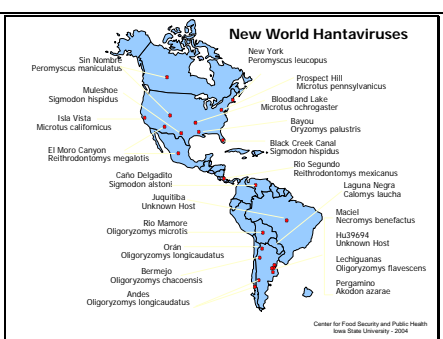 New World Hantaviruses
Sin Nombre
Peromyscus maniculatus
Muleshoe
Sigmodon hispidus
Isla Vista
Microtus californicus
El Moro Canyon
Reithrodontomys megalotis
Caño Delgadito
Sigmodon alstoni
Juquitiba
Unknown Host
Rio Mamore
Oligoryzomys microtis
Orán
Oligoryzomys longicaudatus
Bermejo
Oligoryzomys chacoensis
Andes
Oligoryzomys longicaudatus
New York
Peromyscus leucopus
Prospect Hill
Microtus pennsylvanicus
Bloodland Lake
Microtus ochrogaster
Bayou
Oryzomys palustris
Black Creek Canal
Sigmodon hispidus
Rio Segundo
Reithrodontomys mexicanus
Laguna Negra
Calomys laucha
Maciel
Necromys benefactus
Hu39694
Unknown Host
Lechiguanas
Oligoryzomys flavescens
Pergamino
Akodon azarae
Center for Food Security and Public Health
Iowa State University - 2004